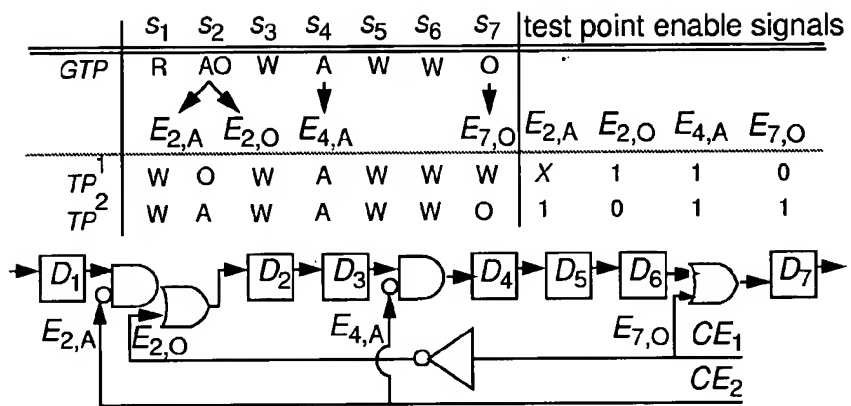 s1 s2 s3 s4 s5 s6 s7 test point enable signals
GTP R AO W A W W O
E2,A E2,O E4,A E7,O E2,A E2,O E4,A E7,O
TP1 W O W A W W W X 1 1 0
TP2 W A W A W W O 1 0 1 1
D1 D2 D3 D4 D5 D6 D7
E2,A E2,O E4,A E7,O CE1
CE2